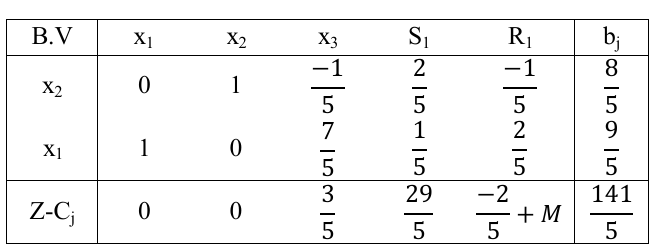 B.V x₁ x₂ x₃ S₁ R₁ bⱼ
x₂ 0 1 −1/5 2/5 −1/5 8/5
x₁ 1 0 7/5 1/5 2/5 9/5
Z-Cⱼ 0 0 3/5 29/5 −2/5 + M 141/5